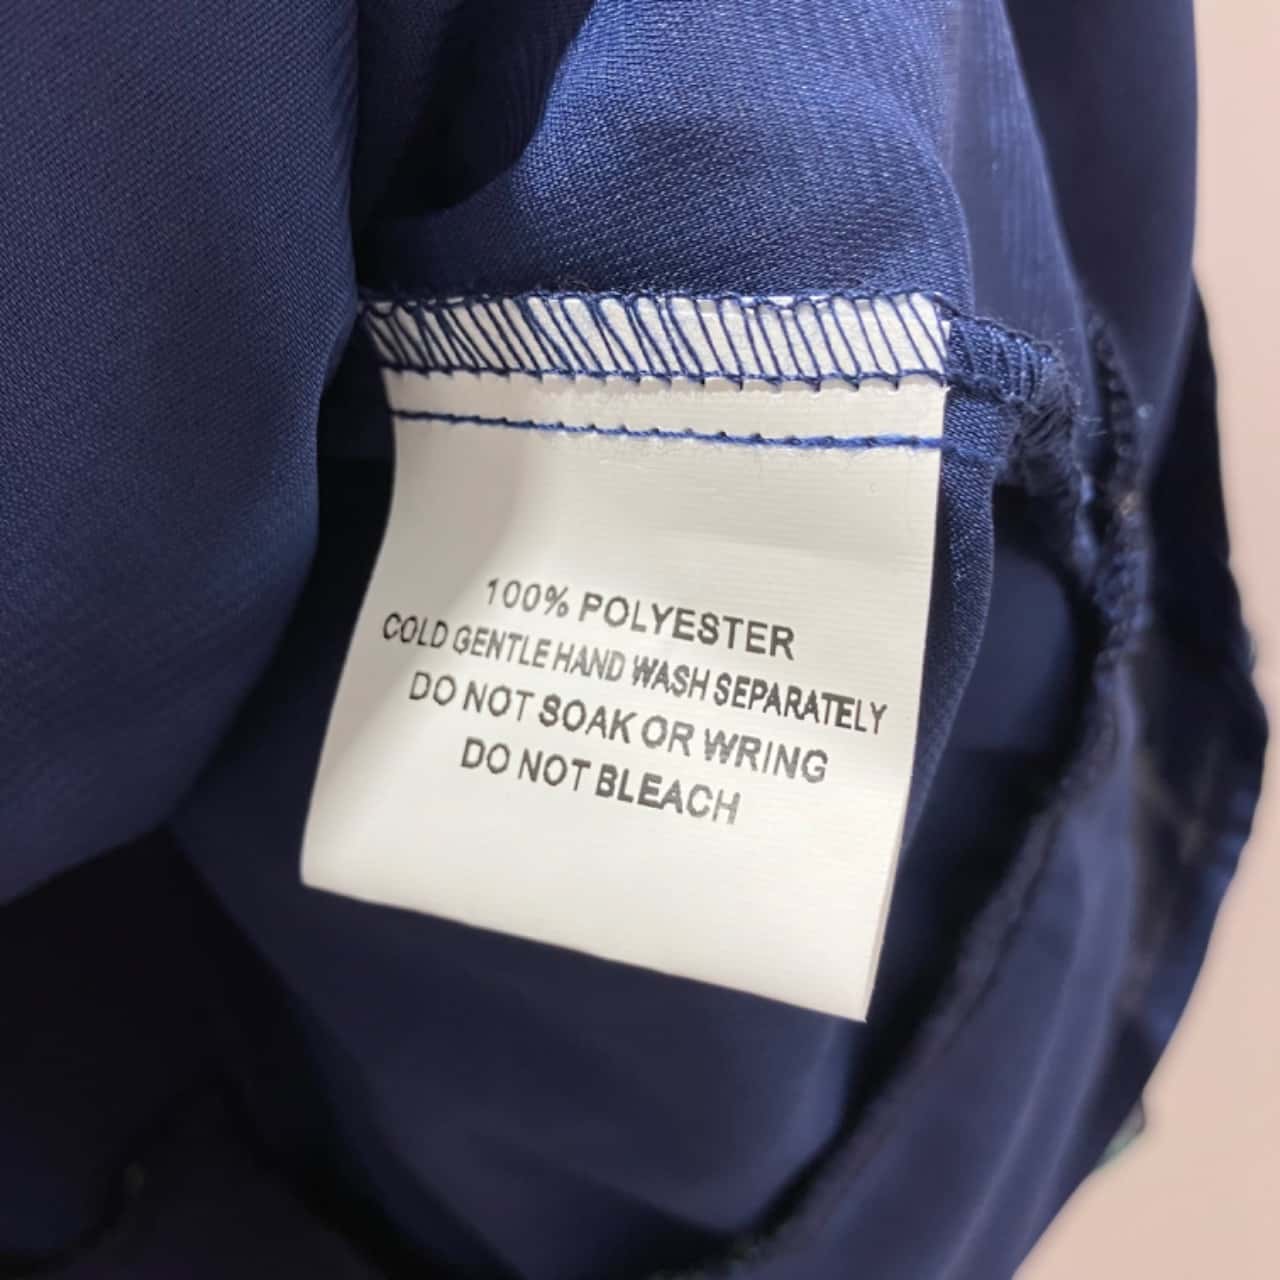 100% POLYESTER
COLD GENTLE HAND WASH SEPARATELY
DO NOT SOAK OR WRING
DO NOT BLEACH